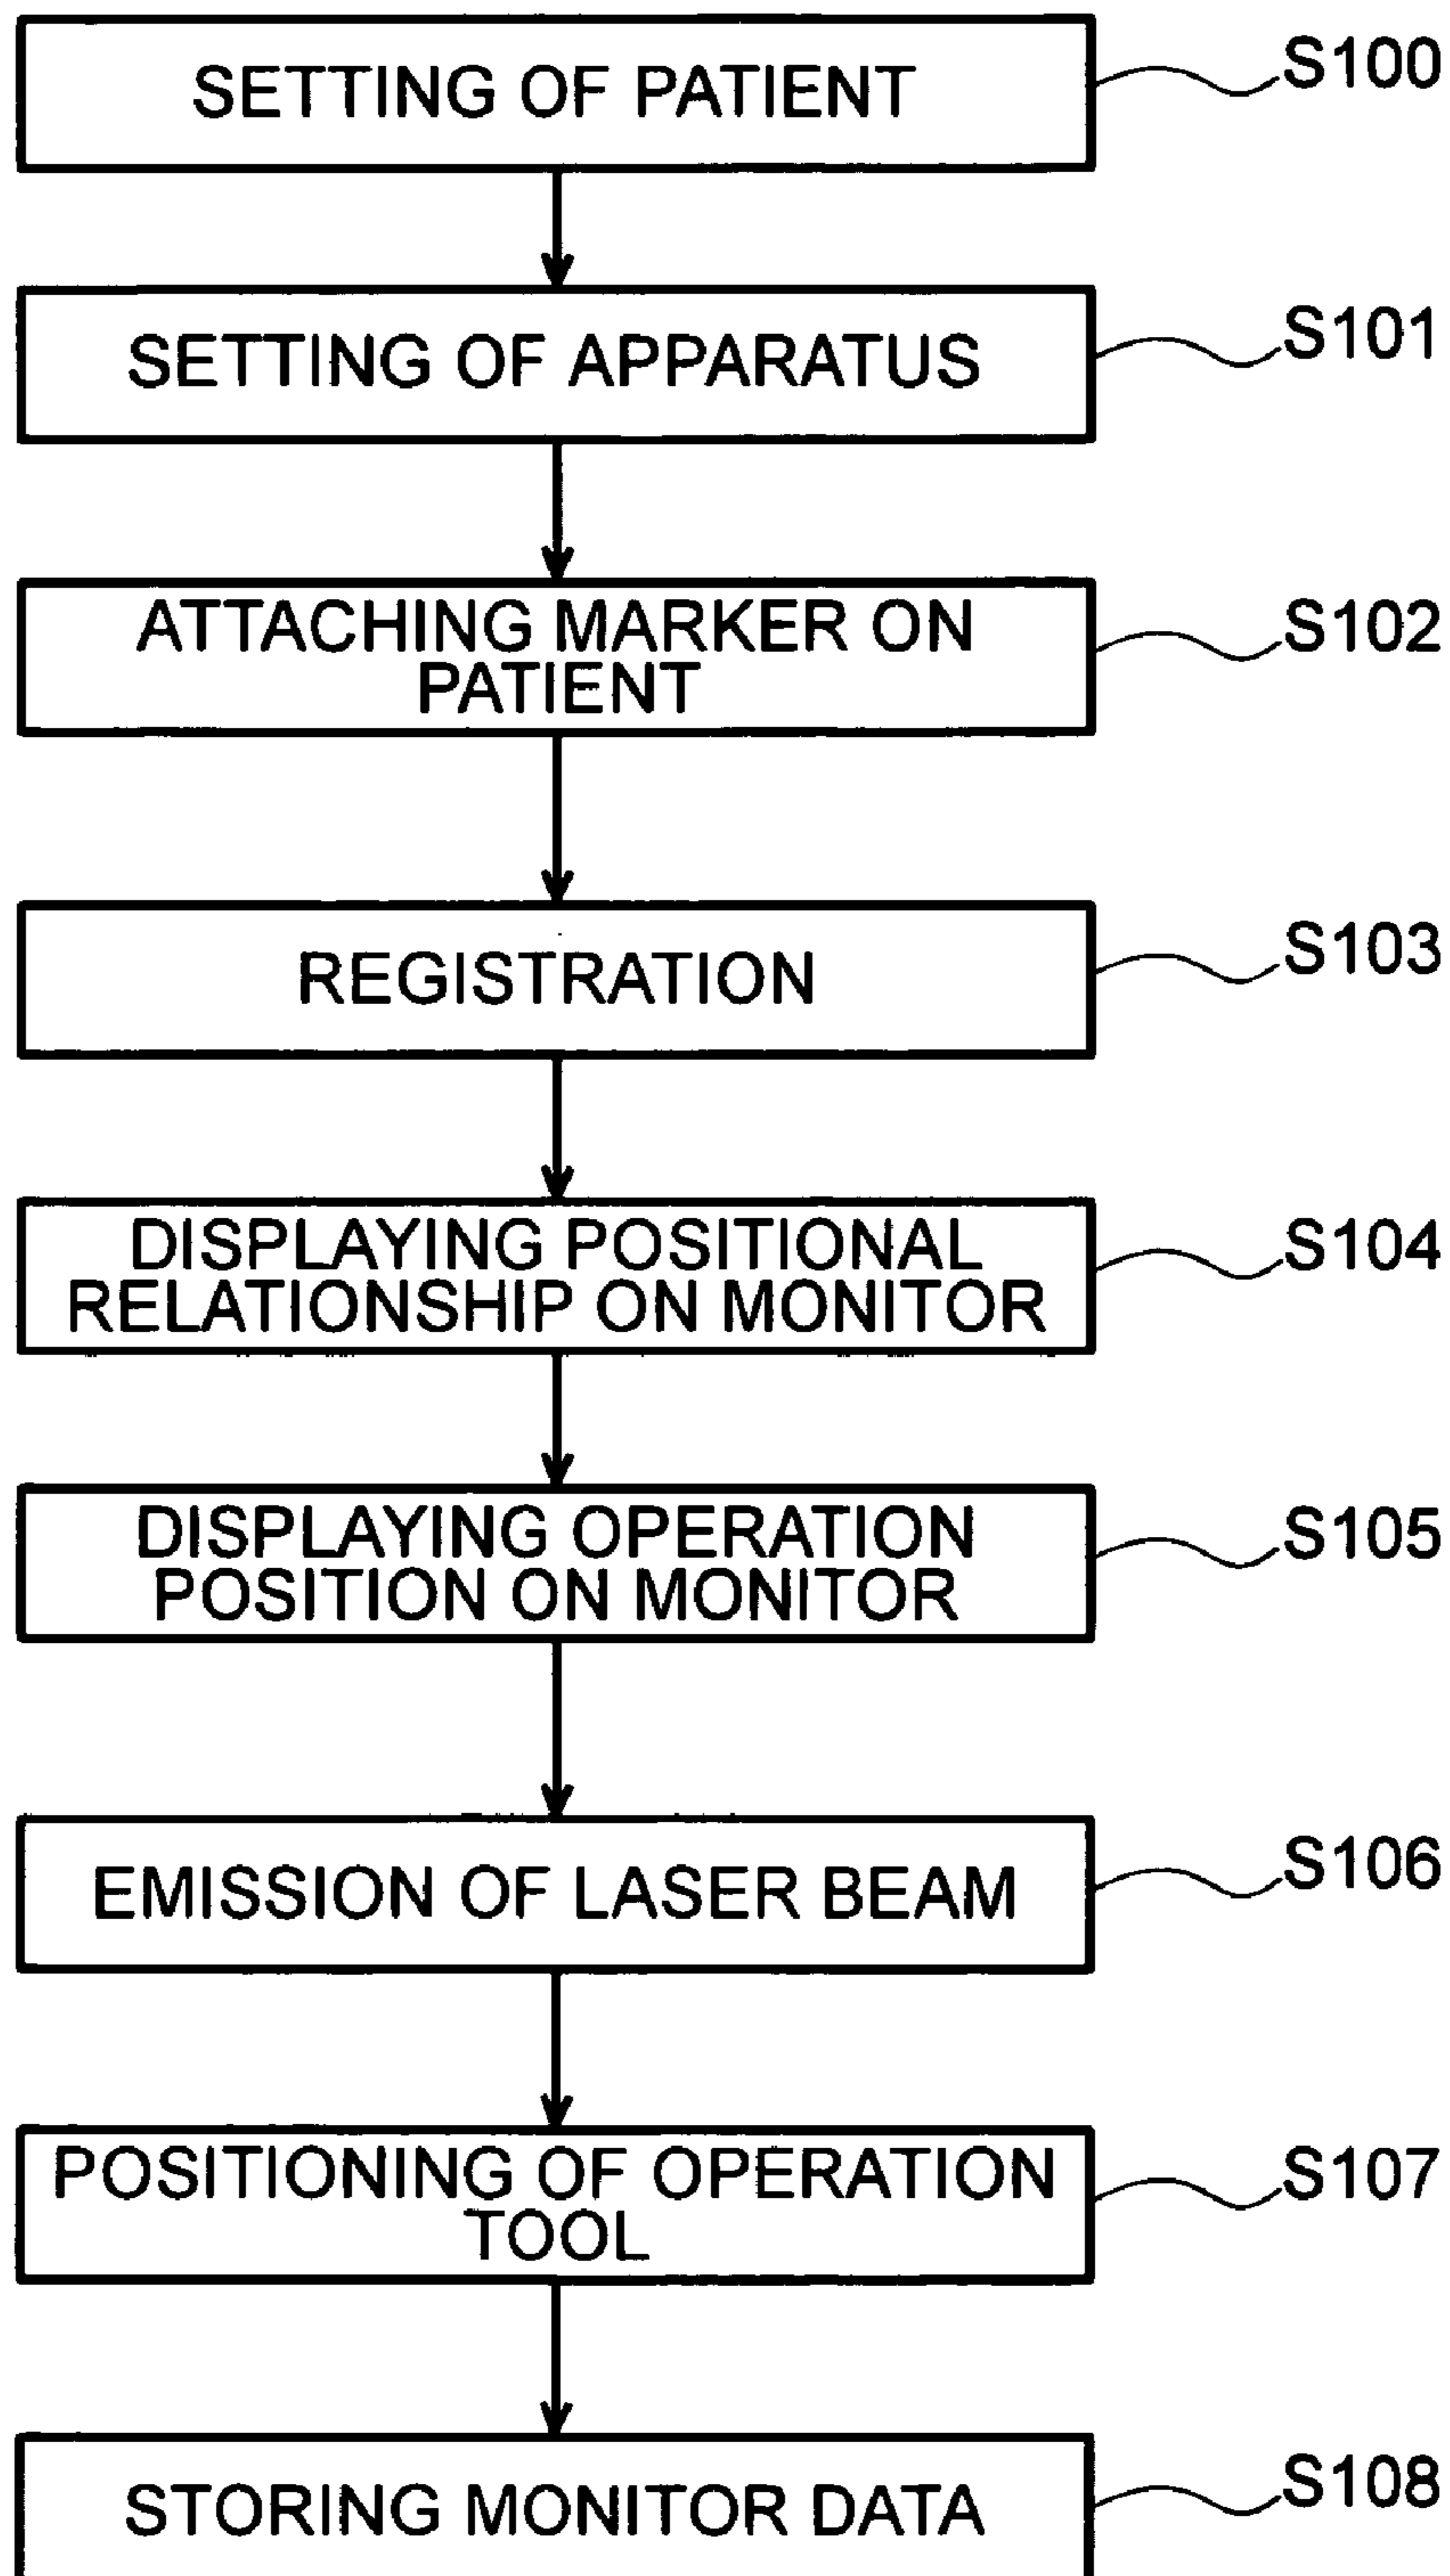 SETTING OF PATIENT
S100
SETTING OF APPARATUS
S101
ATTACHING MARKER ON
PATIENT
S102
REGISTRATION
S103
DISPLAYING POSITIONAL
RELATIONSHIP ON MONITOR
S104
DISPLAYING OPERATION
POSITION ON MONITOR
S105
EMISSION OF LASER BEAM
S106
POSITIONING OF OPERATION
TOOL
S107
STORING MONITOR DATA
S108